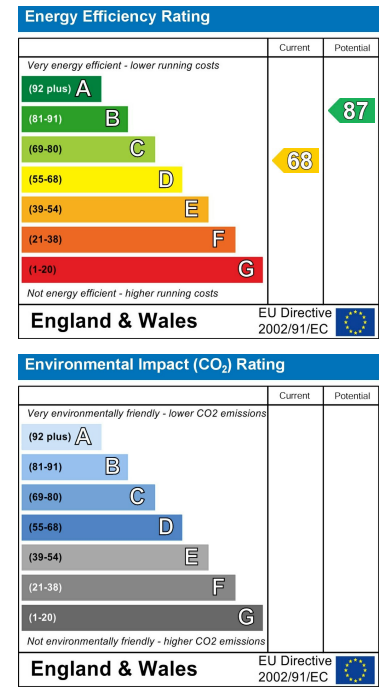 Energy Efficiency Rating
Current Potential
Very energy efficient - lower running costs
(92 plus) A
(81-91) B
87
(69-80) C
68
(55-68) D
(39-54) E
(21-38) F
(1-20) G
Not energy efficient - higher running costs
England & Wales
EU Directive
2002/91/EC
Environmental Impact (CO₂) Rating
Current Potential
Very environmentally friendly - lower CO2 emissions
(92 plus) A
(81-91) B
(69-80) C
(55-68) D
(39-54) E
(21-38) F
(1-20) G
Not environmentally friendly - higher CO2 emissions
England & Wales
EU Directive
2002/91/EC